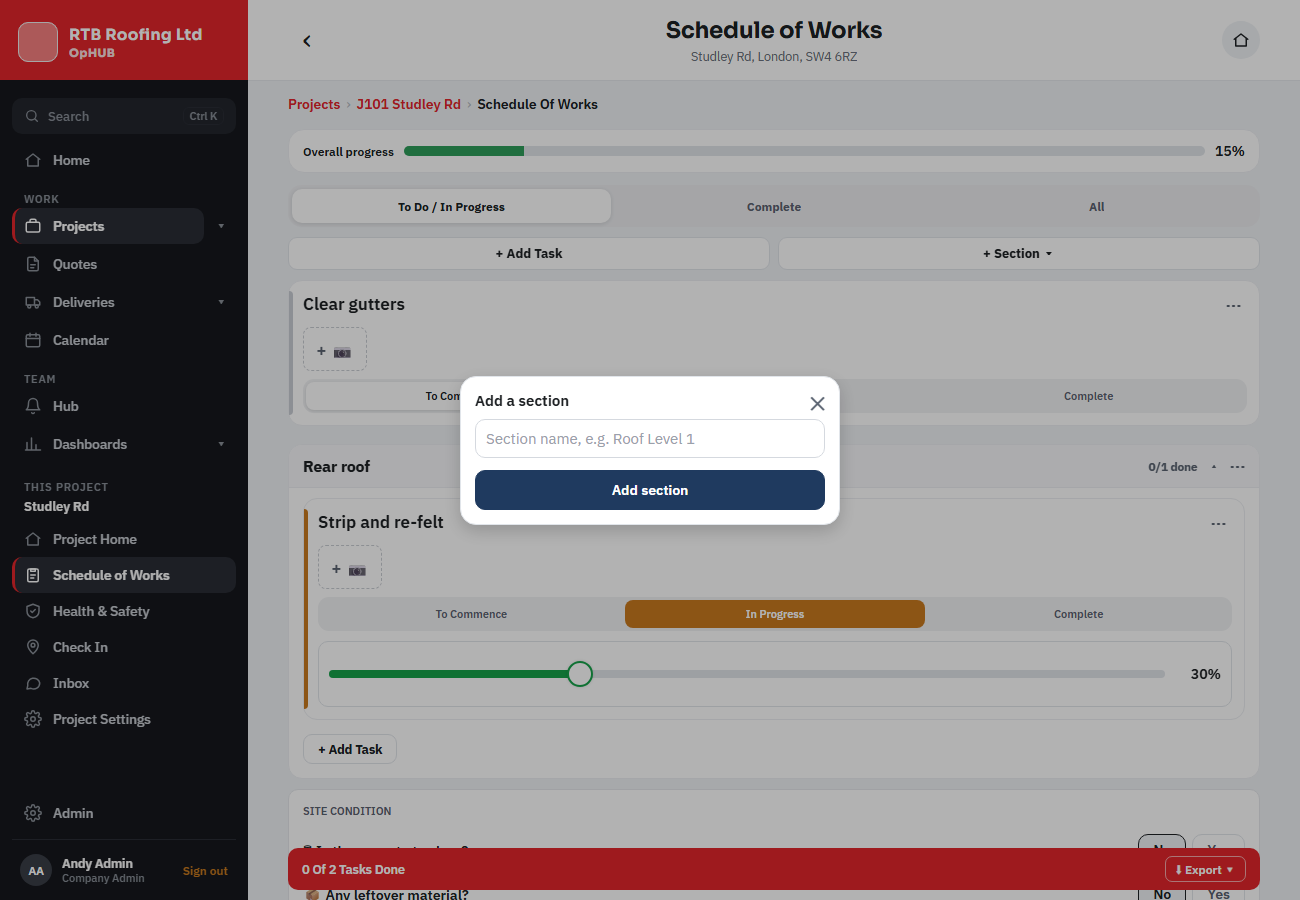 RTB Roofing Ltd
OpHUB
Search
Ctrl K
Home
WORK
Projects
Quotes
Deliveries
Calendar
TEAM
Hub
Dashboards
THIS PROJECT
Studley Rd
Project Home
Schedule of Works
Health & Safety
Check In
Inbox
Project Settings
Admin
AA
Andy Admin
Company Admin
Sign out
Schedule of Works
Studley Rd, London, SW4 6RZ
Projects › J101 Studley Rd › Schedule Of Works
Overall progress
15%
To Do / In Progress
Complete
All
+ Add Task
+ Section
Clear gutters
+
Complete
Add a section
Section name, e.g. Roof Level 1
Add section
Rear roof
0/1 done
Strip and re-felt
+
To Commence
In Progress
Complete
30%
+ Add Task
SITE CONDITION
No
0 Of 2 Tasks Done
Export
Any leftover material?
No
Yes